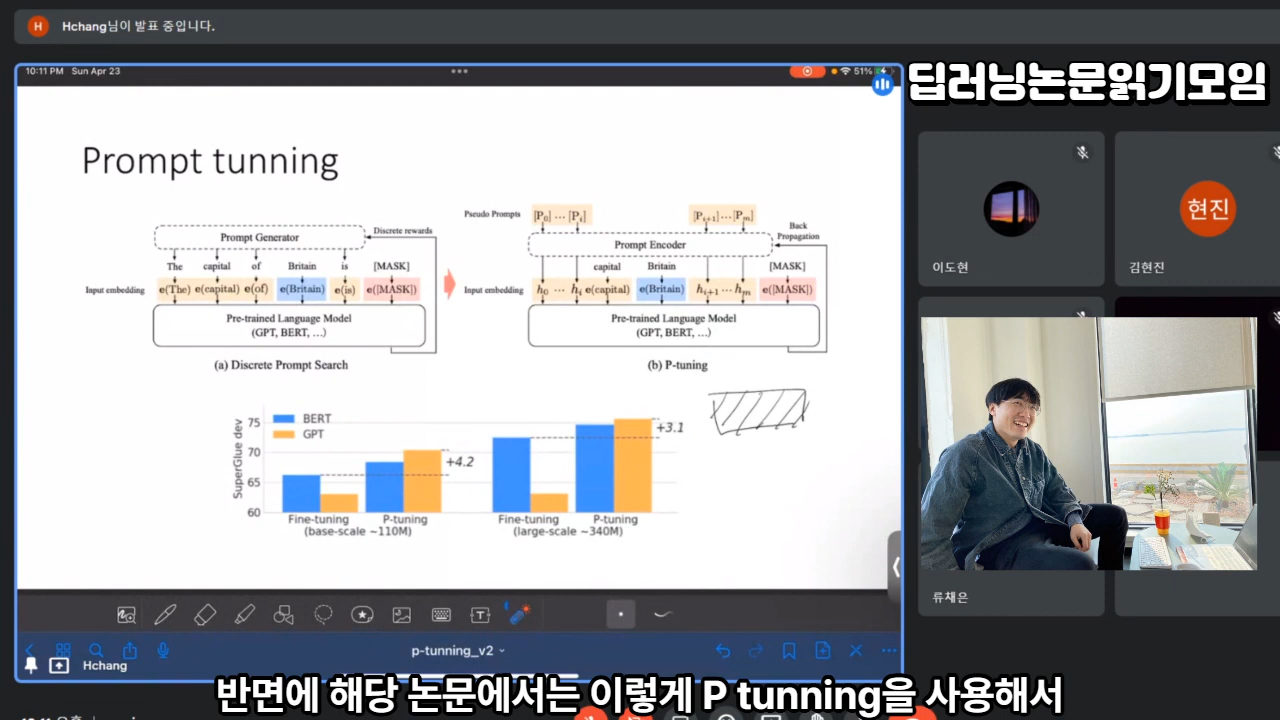 H Hchang님이 발표 중입니다.
10:11 PM Sun Apr 23
51%
딥러닝논문읽기모임
Prompt tunning
Prompt Generator
Discrete rewards
The capital of Britain is [MASK]
Input embedding e(The) e(capital) e(of) e(Britain) e(is) e([MASK])
Pre-trained Language Model
(GPT, BERT, ...)
(a) Discrete Prompt Search
Pseudo Prompts [P₀] ... [Pᵢ] [Pᵢ₊₁]...[Pₘ]
Back
Propagation
Prompt Encoder
capital Britain [MASK]
Input embedding h₀ ... hᵢ e(capital) e(Britain) hᵢ₊₁ ... hₘ e([MASK])
Pre-trained Language Model
(GPT, BERT, ...)
(b) P-tuning
SuperGlue dev
75
70
65
60
BERT
GPT
+4.2
+3.1
Fine-tuning P-tuning
(base-scale ~110M)
Fine-tuning P-tuning
(large-scale ~340M)
현진
이도현
김현진
류채은
p-tunning_v2
Hchang
반면에 해당 논문에서는 이렇게 P tunning을 사용해서